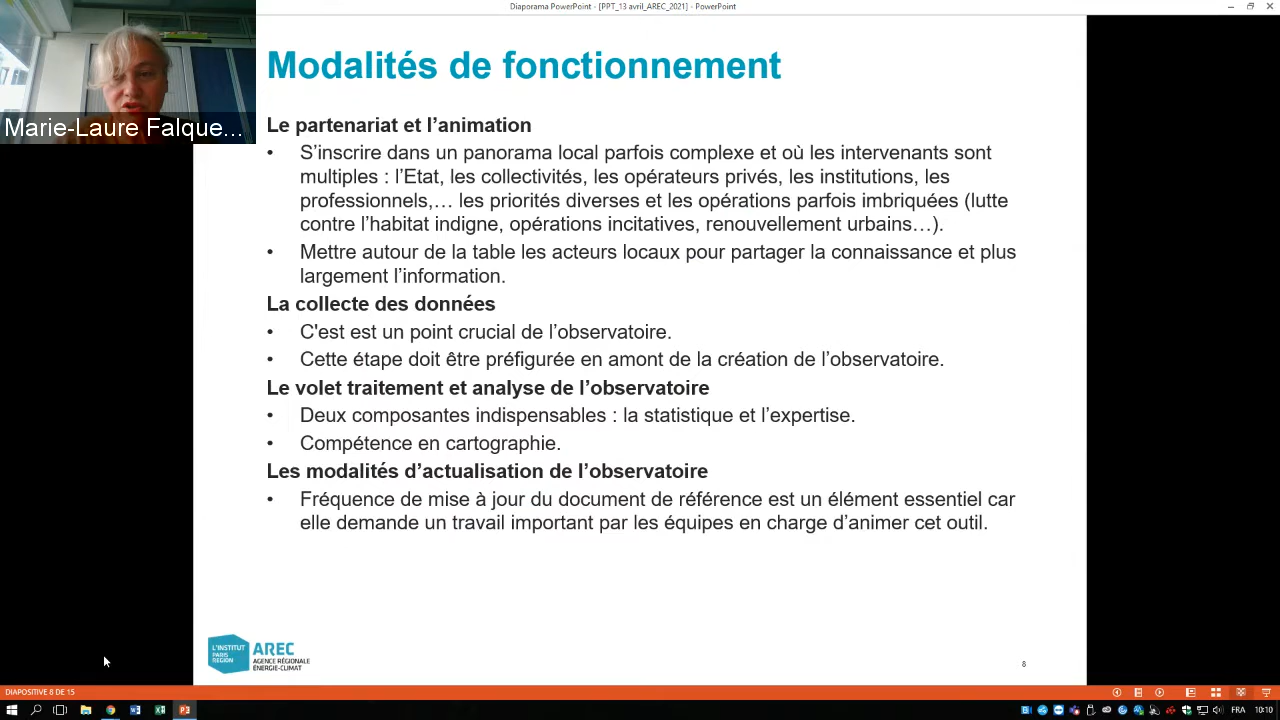 Diaporama PowerPoint - [PPT_13 avril_AREC_2021] - PowerPoint
Marie-Laure Falque...
Modalités de fonctionnement
Le partenariat et l’animation
• S’inscrire dans un panorama local parfois complexe et où les intervenants sont
multiples : l’Etat, les collectivités, les opérateurs privés, les institutions, les
professionnels,… les priorités diverses et les opérations parfois imbriquées (lutte
contre l’habitat indigne, opérations incitatives, renouvellement urbains…).
• Mettre autour de la table les acteurs locaux pour partager la connaissance et plus
largement l’information.
La collecte des données
• C'est est un point crucial de l’observatoire.
• Cette étape doit être préfigurée en amont de la création de l’observatoire.
Le volet traitement et analyse de l’observatoire
• Deux composantes indispensables : la statistique et l’expertise.
• Compétence en cartographie.
Les modalités d’actualisation de l’observatoire
• Fréquence de mise à jour du document de référence est un élément essentiel car
elle demande un travail important par les équipes en charge d’animer cet outil.
L'INSTITUT
PARIS
REGION
AREC
AGENCE RÉGIONALE
ÉNERGIE-CLIMAT
8
DIAPOSITIVE 8 DE 15
FRA
10:10